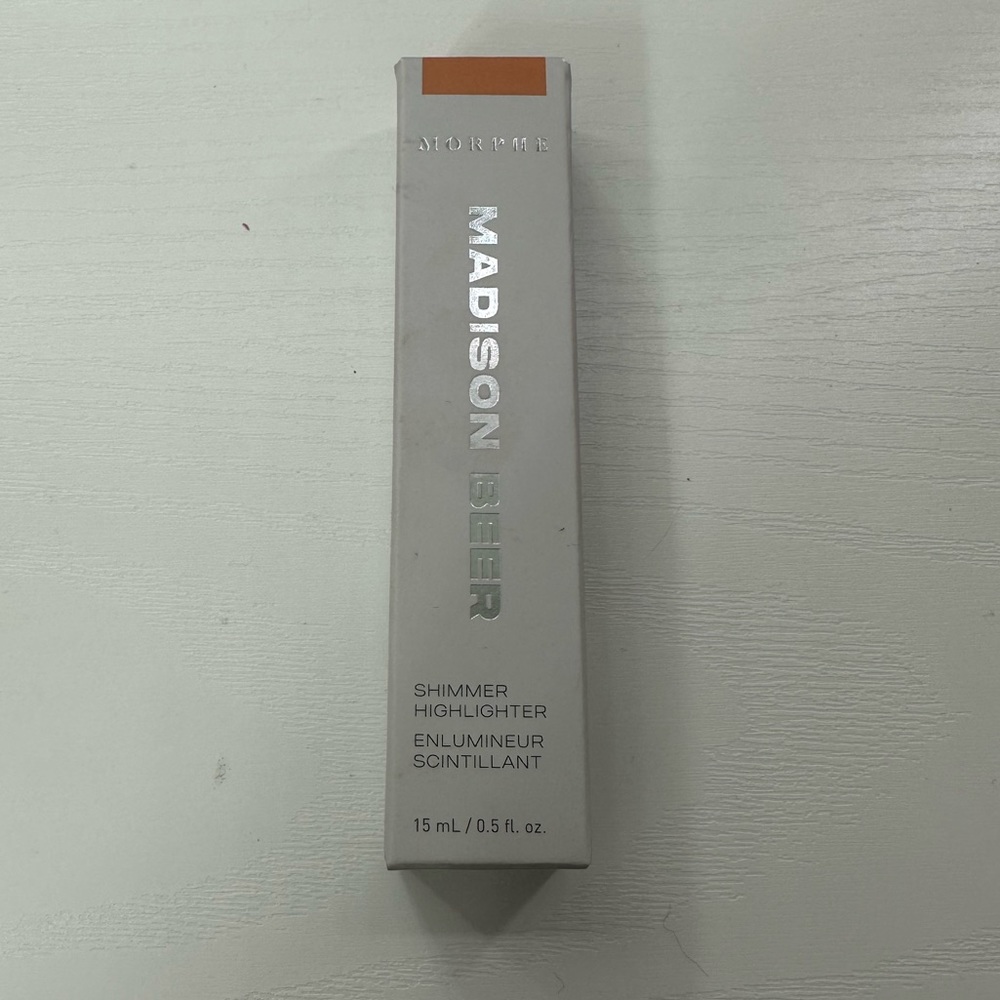 MORPHE
MADISON BEER
SHIMMER
HIGHLIGHTER
ENLUMINEUR
SCINTILLANT
15 mL / 0.5 fl. oz.